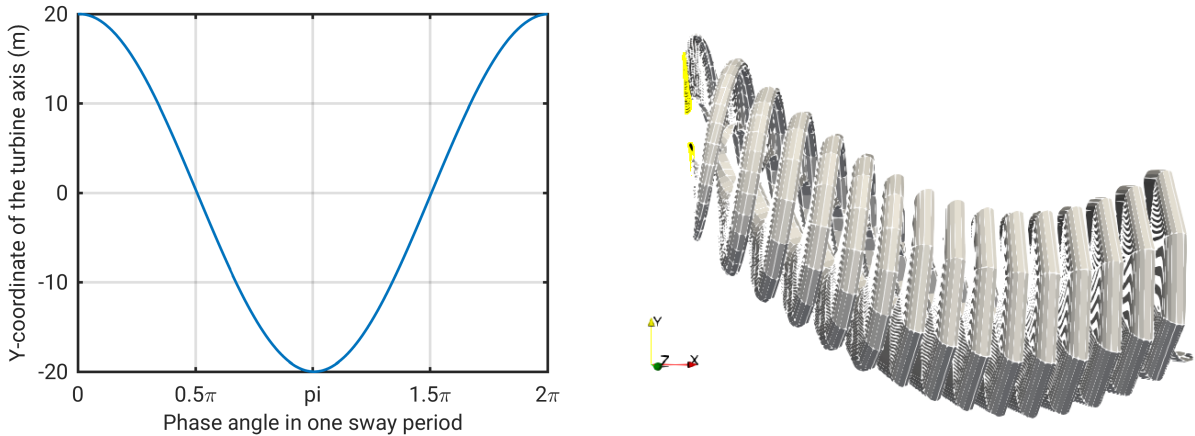 Y-coordinate of the turbine axis (m)
20
10
0
-10
-20
0
0.5π
pi
1.5π
2π
Phase angle in one sway period
Y
Z
X